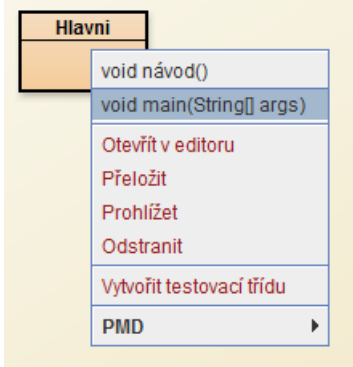 Hlavni
void návod()
void main(String[] args)
Otevřít v editoru
Přeložit
Prohlížet
Odstranit
Vytvořit testovací třídu
PMD